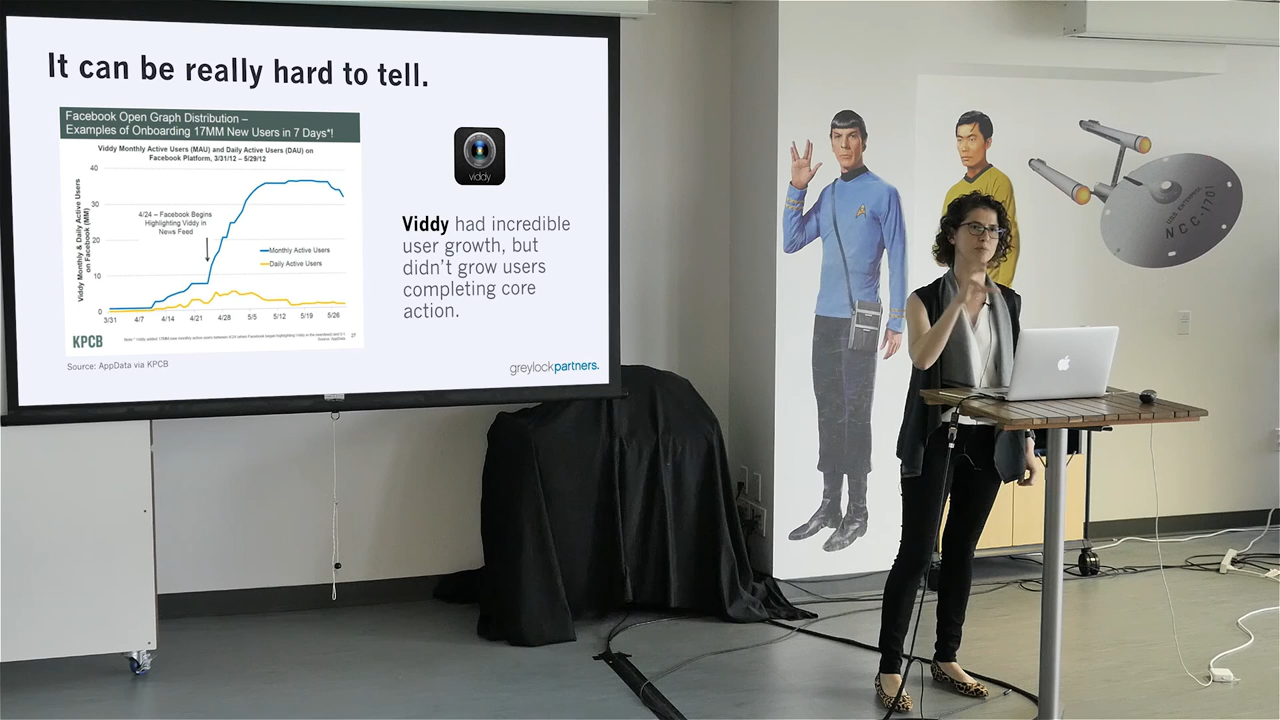 It can be really hard to tell.
Facebook Open Graph Distribution –
Examples of Onboarding 17MM New Users in 7 Days*!
Viddy Monthly Active Users (MAU) and Daily Active Users (DAU) on
Facebook Platform, 3/31/12 – 5/29/12
Viddy Monthly & Daily Active Users
on Facebook (MM)
40
30
20
10
0
4/24 – Facebook Begins
Highlighting Viddy in
News Feed
Monthly Active Users
Daily Active Users
3/31 4/7 4/14 4/21 4/28 5/5 5/12 5/19 5/26
KPCB
Source: AppData
27
Source: AppData via KPCB
viddy
Viddy had incredible
user growth, but
didn't grow users
completing core
action.
greylockpartners.
USS ENTERPRISE
NCC-1701